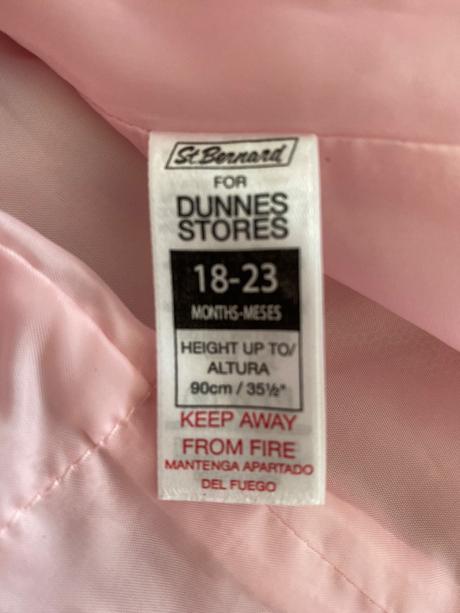 St. Bernard
FOR
DUNNES
STORES
18-23
MONTHS-MESES
HEIGHT UP TO/
ALTURA
90cm / 35½"
KEEP AWAY
FROM FIRE
MANTENGA APARTADO
DEL FUEGO